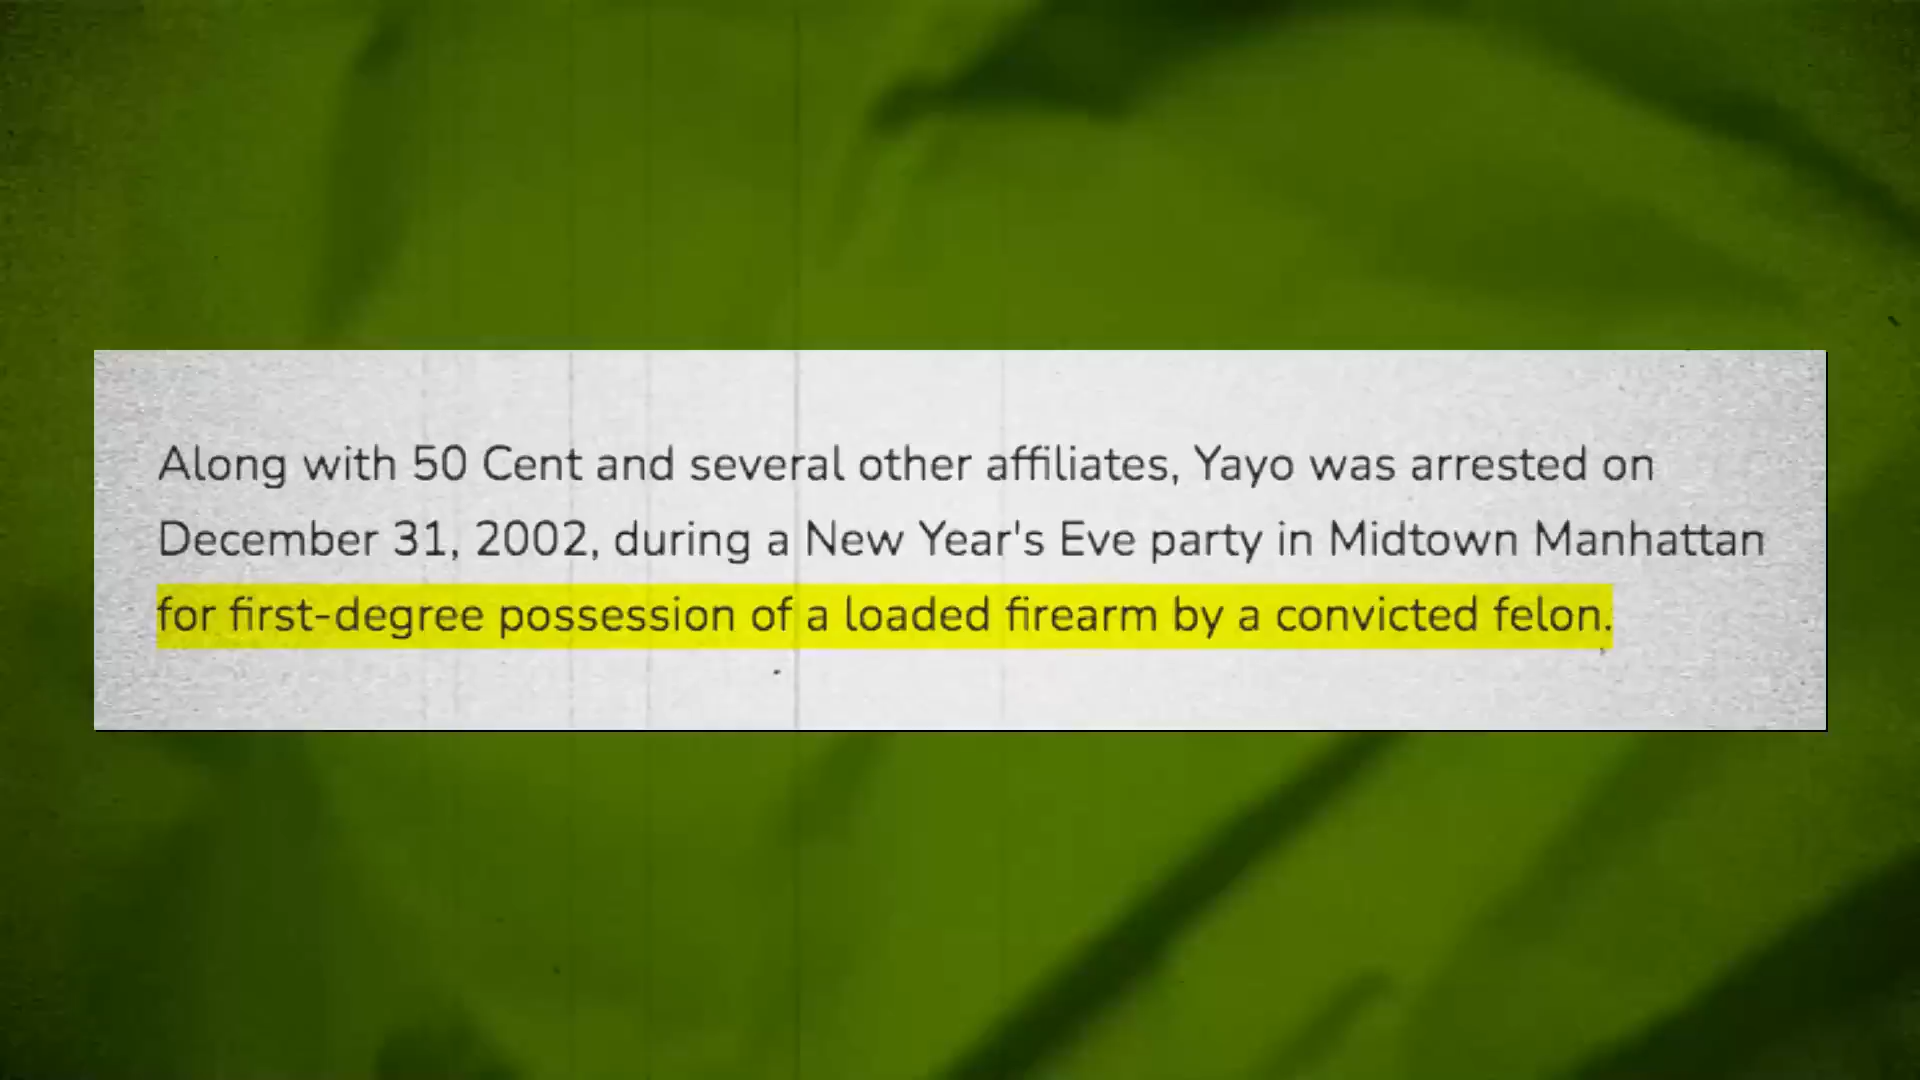 Along with 50 Cent and several other affiliates, Yayo was arrested on
December 31, 2002, during a New Year's Eve party in Midtown Manhattan
for first-degree possession of a loaded firearm by a convicted felon.